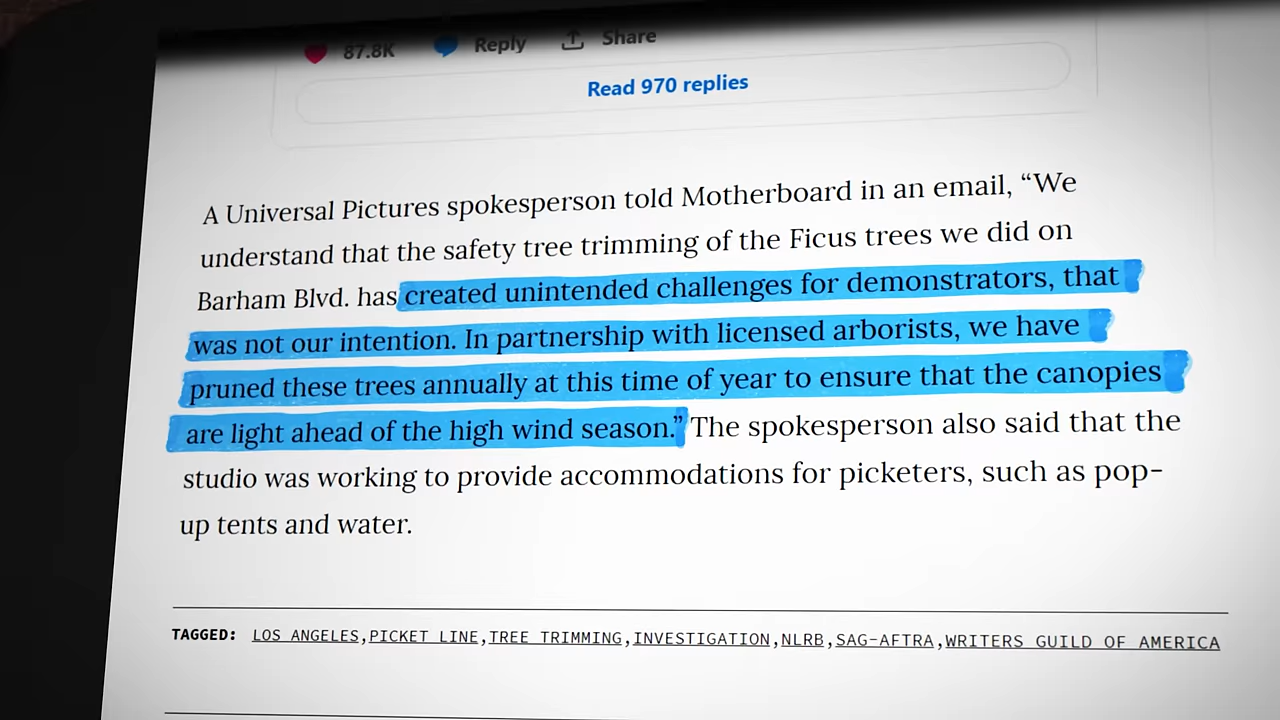 87.8K Reply Share
Read 970 replies
A Universal Pictures spokesperson told Motherboard in an email, “We
understand that the safety tree trimming of the Ficus trees we did on
Barham Blvd. has created unintended challenges for demonstrators, that
was not our intention. In partnership with licensed arborists, we have
pruned these trees annually at this time of year to ensure that the canopies
are light ahead of the high wind season.” The spokesperson also said that the
studio was working to provide accommodations for picketers, such as pop-
up tents and water.
TAGGED: LOS ANGELES,PICKET LINE,TREE TRIMMING,INVESTIGATION,NLRB,SAG-AFTRA,WRITERS GUILD OF AMERICA